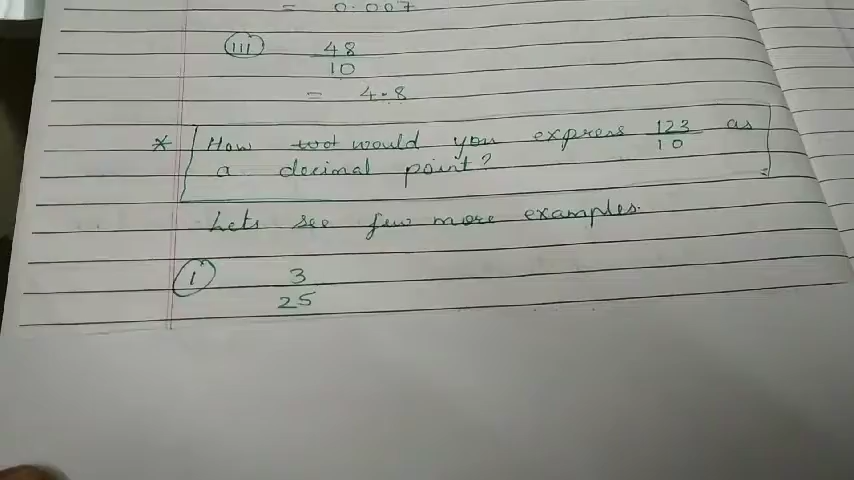 = 0.007
(iii) 48
10
= 4.8
* How would you express 123 as
10
a decimal point?
Lets see few more examples.
(i) 3
25